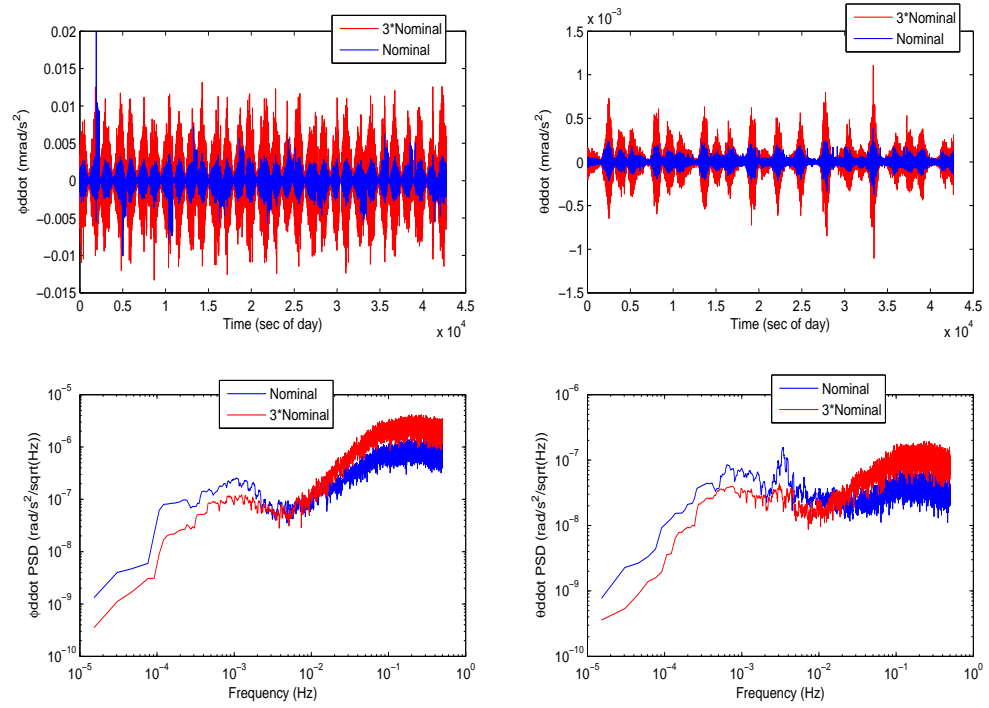 3*Nominal
Nominal
0.02
0.015
0.01
0.005
0
−0.005
−0.01
−0.015
ϕddot (mrad/s²)
0 0.5 1 1.5 2 2.5 3 3.5 4 4.5
Time (sec of day)
x 10⁴
x 10⁻³
3*Nominal
Nominal
1.5
1
0.5
0
−0.5
−1
−1.5
θddot (mrad/s²)
0 0.5 1 1.5 2 2.5 3 3.5 4 4.5
Time (sec of day)
x 10⁴
Nominal
3*Nominal
10⁻⁵
10⁻⁶
10⁻⁷
10⁻⁸
10⁻⁹
10⁻¹⁰
ϕddot PSD (rad/s²/sqrt(Hz))
10⁻⁵ 10⁻⁴ 10⁻³ 10⁻² 10⁻¹ 10⁰
Frequency (Hz)
Nominal
3*Nominal
10⁻⁶
10⁻⁷
10⁻⁸
10⁻⁹
10⁻¹⁰
θddot PSD (rad/s²/sqrt(Hz))
10⁻⁵ 10⁻⁴ 10⁻³ 10⁻² 10⁻¹ 10⁰
Frequency (Hz)